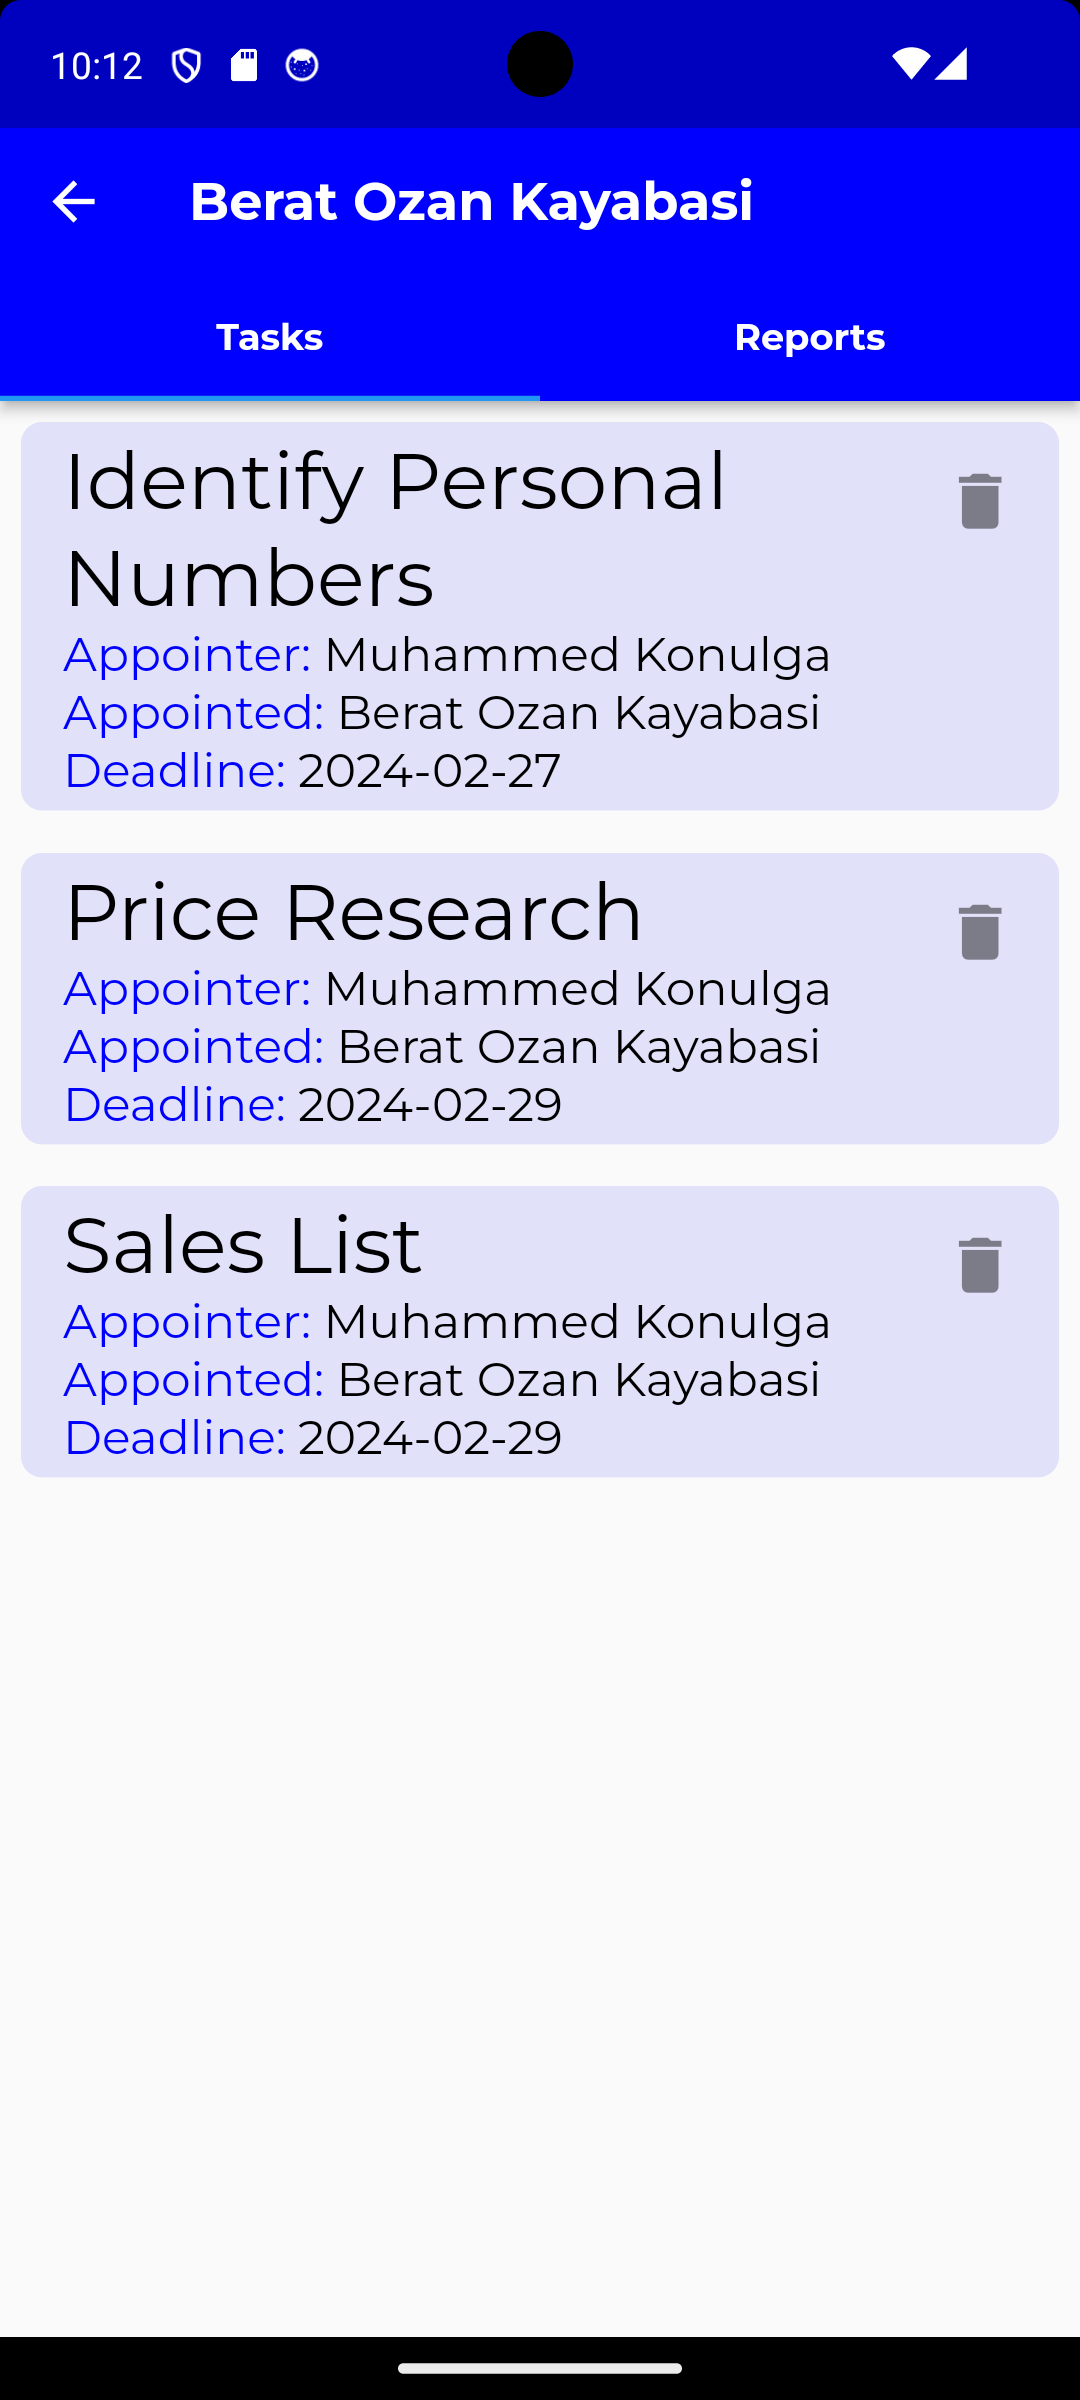 10:12
Berat Ozan Kayabasi
Tasks
Reports
Identify Personal
Numbers
Appointer: Muhammed Konulga
Appointed: Berat Ozan Kayabasi
Deadline: 2024-02-27
Price Research
Appointer: Muhammed Konulga
Appointed: Berat Ozan Kayabasi
Deadline: 2024-02-29
Sales List
Appointer: Muhammed Konulga
Appointed: Berat Ozan Kayabasi
Deadline: 2024-02-29